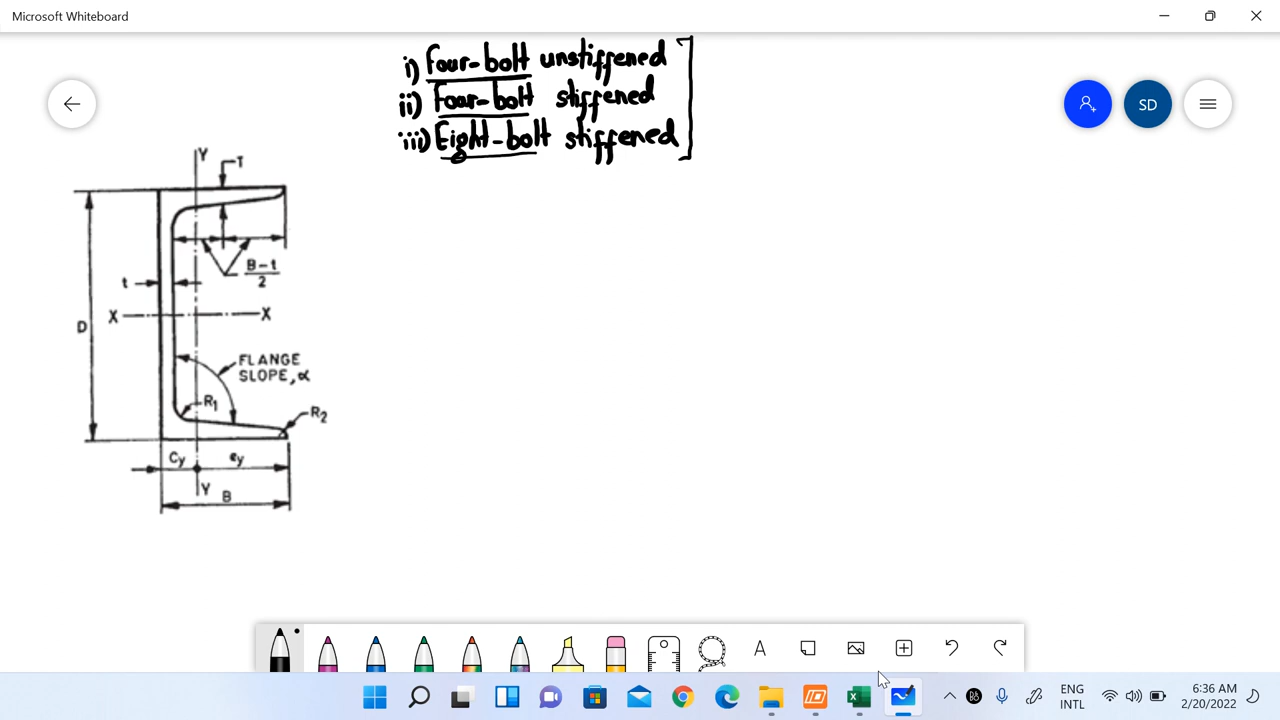 Microsoft Whiteboard
i) Four-bolt unstiffened
ii) Four-bolt stiffened
iii) Eight-bolt stiffened
SD
Y
T
B-t
2
t
X X
D
FLANGE
SLOPE, α
R1
R2
Cy ey
Y
B
A
ENG
INTL
6:36 AM
2/20/2022